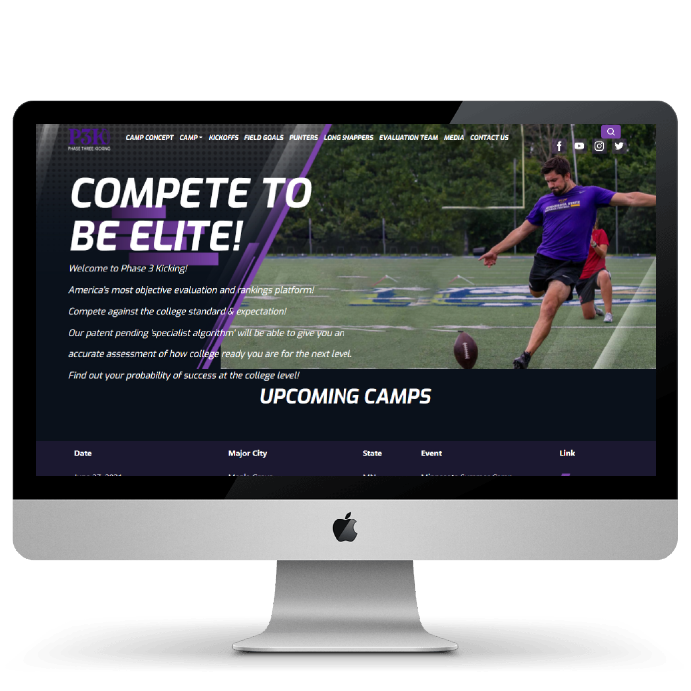 P3K
PHASE THREE KICKING
CAMP CONCEPT CAMP KICKOFFS FIELD GOALS PUNTERS LONG SNAPPERS EVALUATION TEAM MEDIA CONTACT US
COMPETE TO
BE ELITE!
Welcome to Phase 3 Kicking!
America's most objective evaluation and rankings platform!
Compete against the college standard & expectation!
Our patent pending 'specialist algorithm' will be able to give you an
accurate assessment of how college ready you are for the next level.
Find out your probability of success at the college level!
UPCOMING CAMPS
Date Major City State Event Link